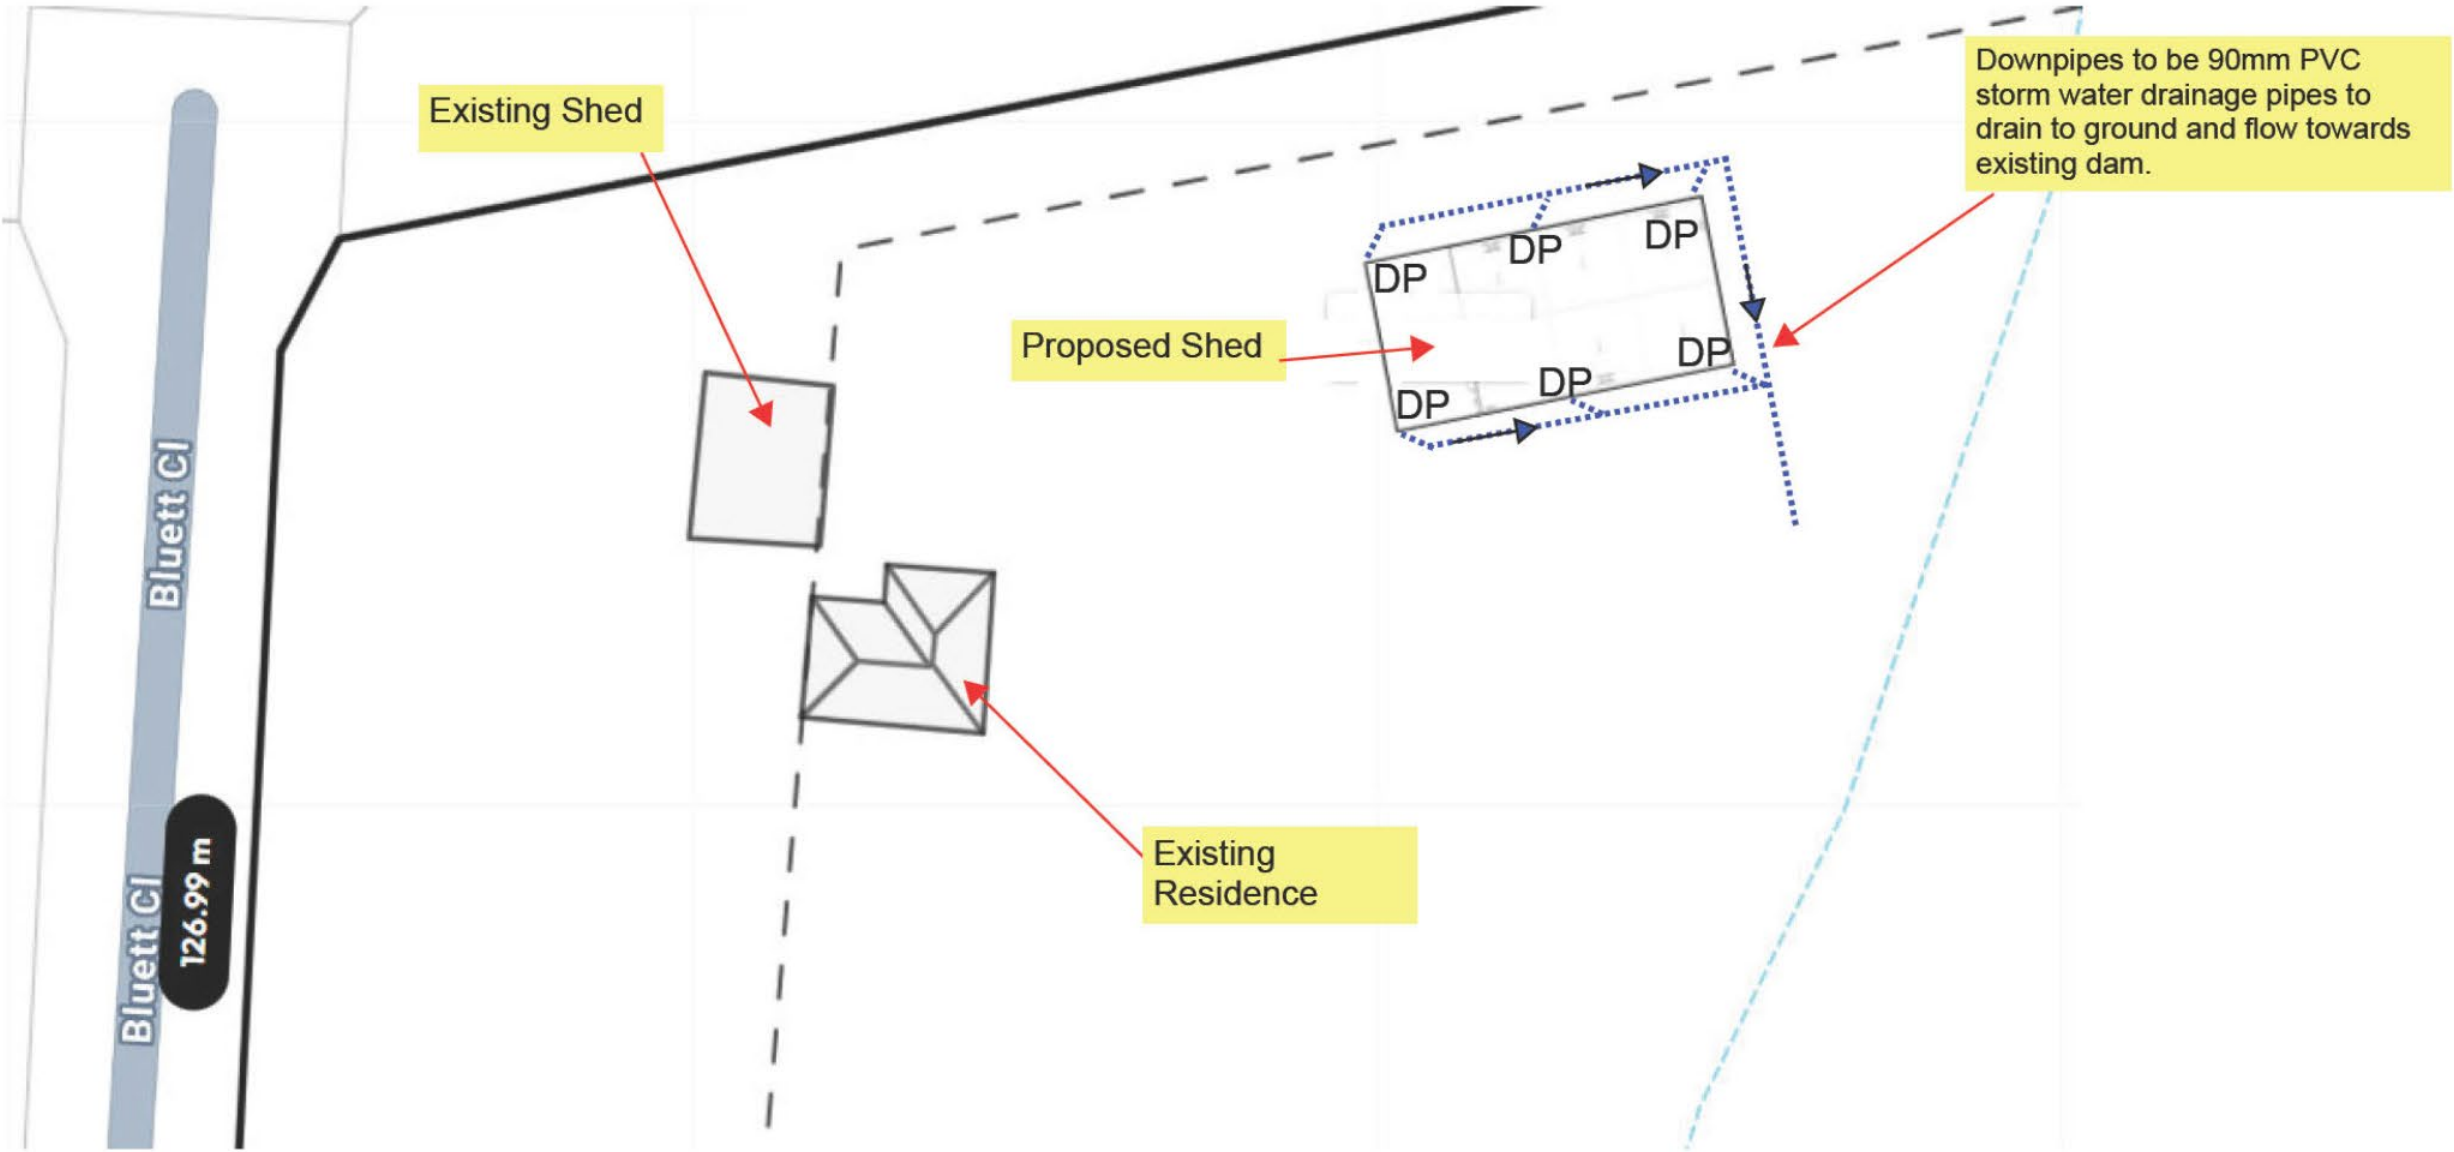 Existing Shed
Downpipes to be 90mm PVC
storm water drainage pipes to
drain to ground and flow towards
existing dam.
DP
DP
DP
Proposed Shed
DP
DP
DP
Bluett Cl
Existing
Residence
126.99 m
Bluett Cl